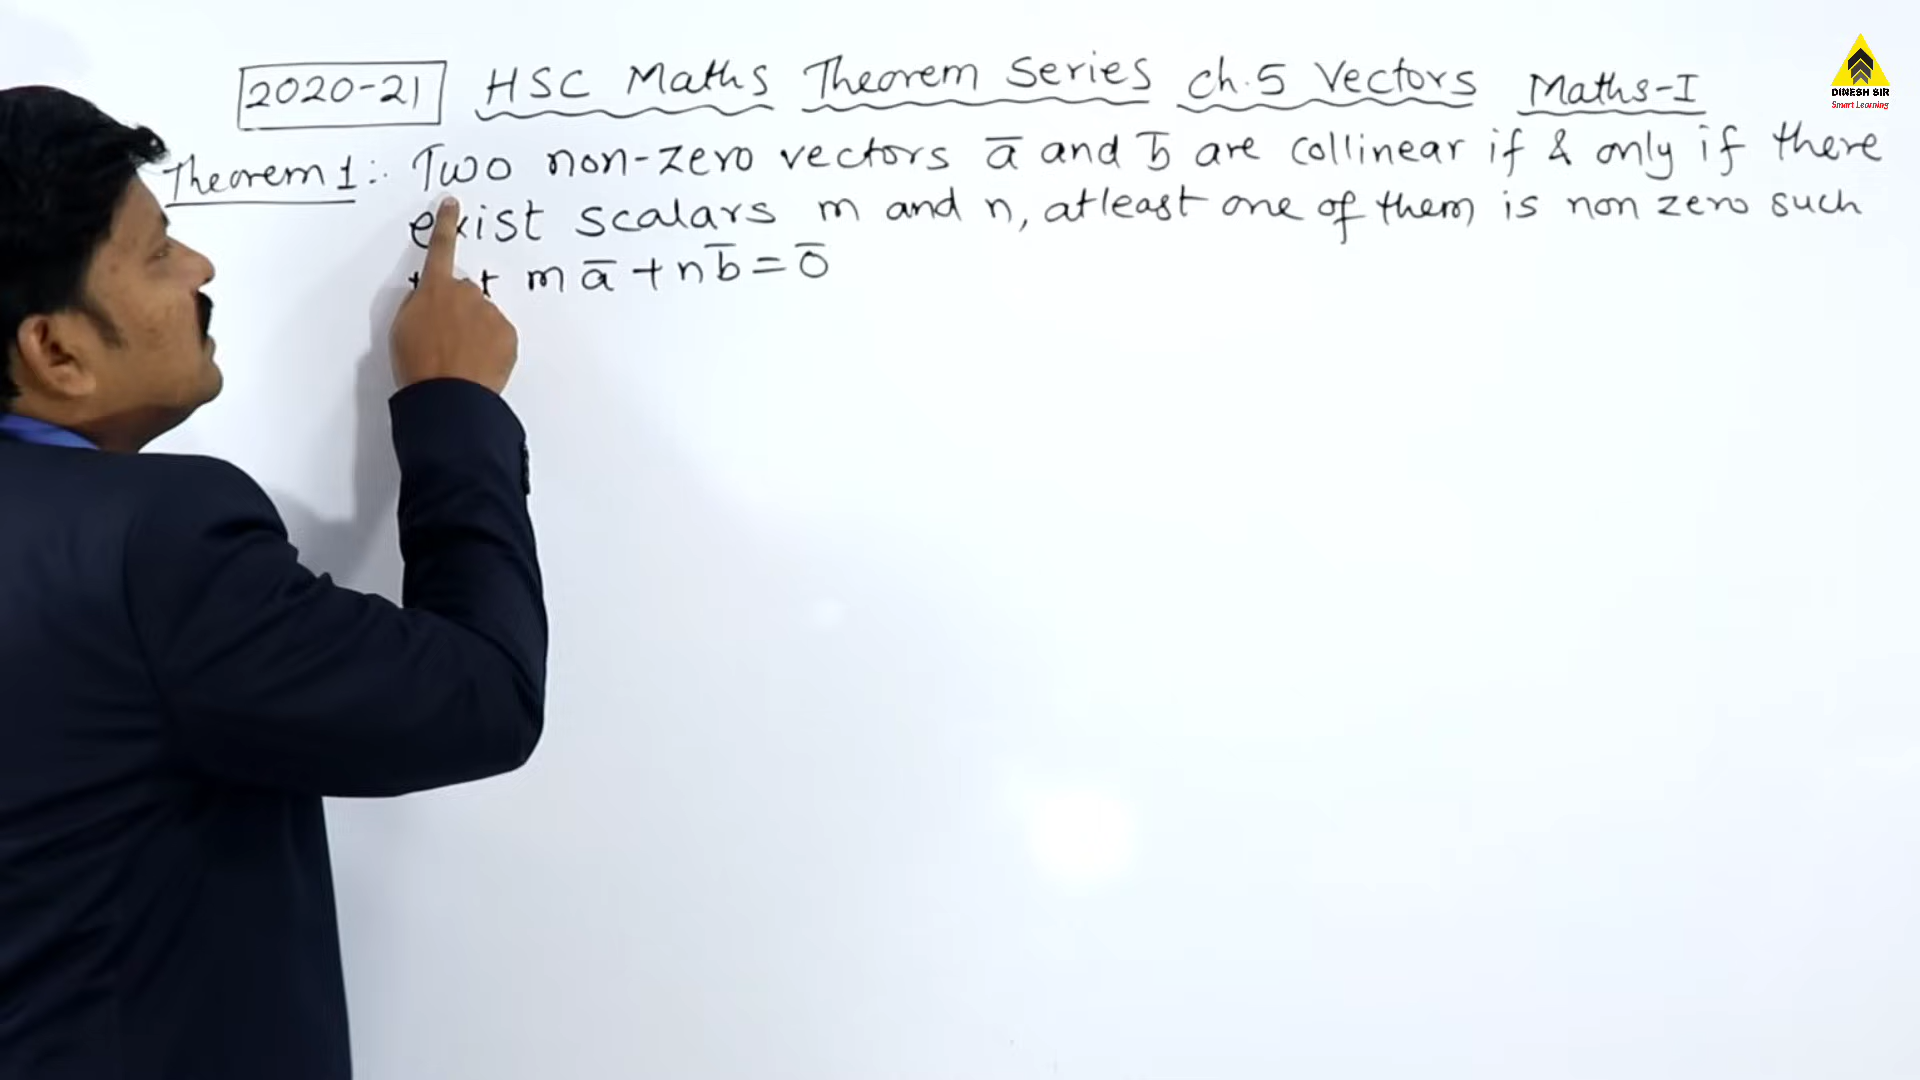 2020-21 HSC Maths Theorem Series Ch.5 Vectors Maths-I
DINESH SIR
Smart Learning
Theorem 1:- Two non-zero vectors a̅ and b̅ are collinear if & only if there
exist scalars m and n, atleast one of them is non zero such
m a̅ + n b̅ = 0̅